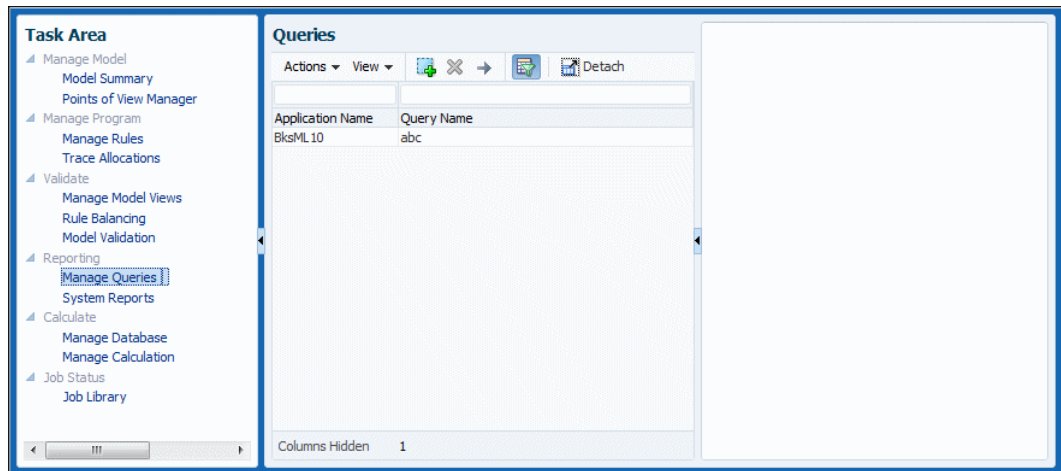 Task Area
Manage Model
Model Summary
Points of View Manager
Manage Program
Manage Rules
Trace Allocations
Validate
Manage Model Views
Rule Balancing
Model Validation
Reporting
Manage Queries
System Reports
Calculate
Manage Database
Manage Calculation
Job Status
Job Library
Queries
Actions View Detach
Application Name Query Name
BksML10 abc
Columns Hidden 1